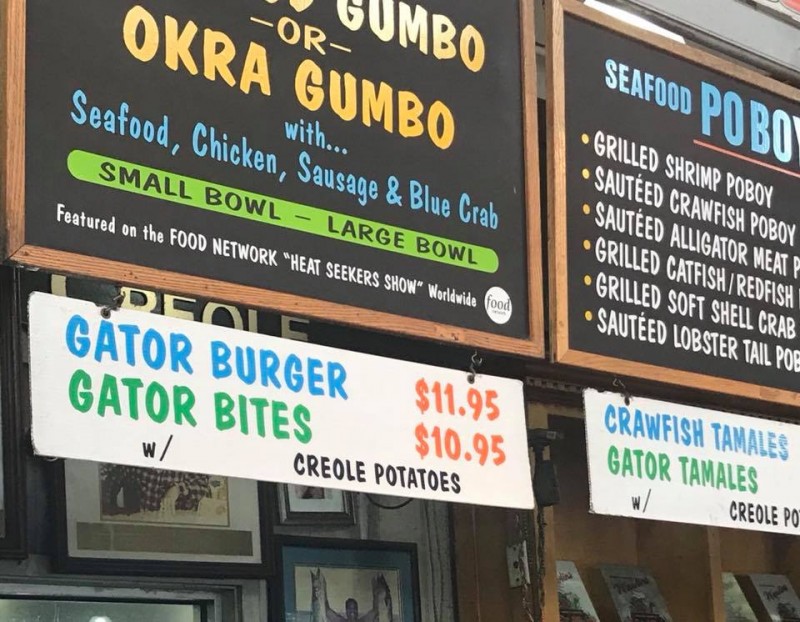 GUMBO
-OR-
OKRA GUMBO
with...
Seafood, Chicken, Sausage & Blue Crab
SMALL BOWL – LARGE BOWL
Featured on the FOOD NETWORK "HEAT SEEKERS SHOW" Worldwide
food
CREOLE
GATOR BURGER $11.95
GATOR BITES $10.95
w/ CREOLE POTATOES
SEAFOOD POBOY
• GRILLED SHRIMP POBOY
• SAUTÉED CRAWFISH POBOY
• SAUTÉED ALLIGATOR MEAT P
• GRILLED CATFISH/REDFISH
• GRILLED SOFT SHELL CRAB
• SAUTÉED LOBSTER TAIL POB
CRAWFISH TAMALES
GATOR TAMALES
w/ CREOLE PO